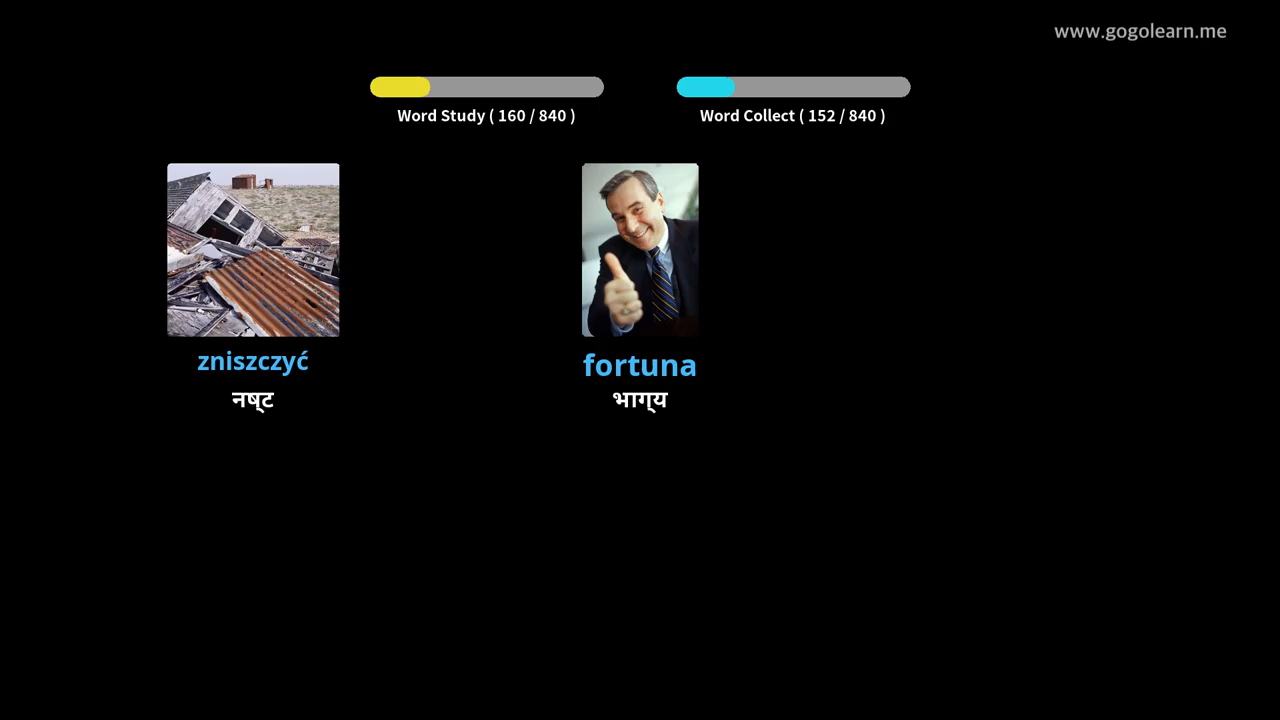 www.gogolearn.me
Word Study ( 160 / 840 )
Word Collect ( 152 / 840 )
zniszczyć
नष्ट
fortuna
भाग्य